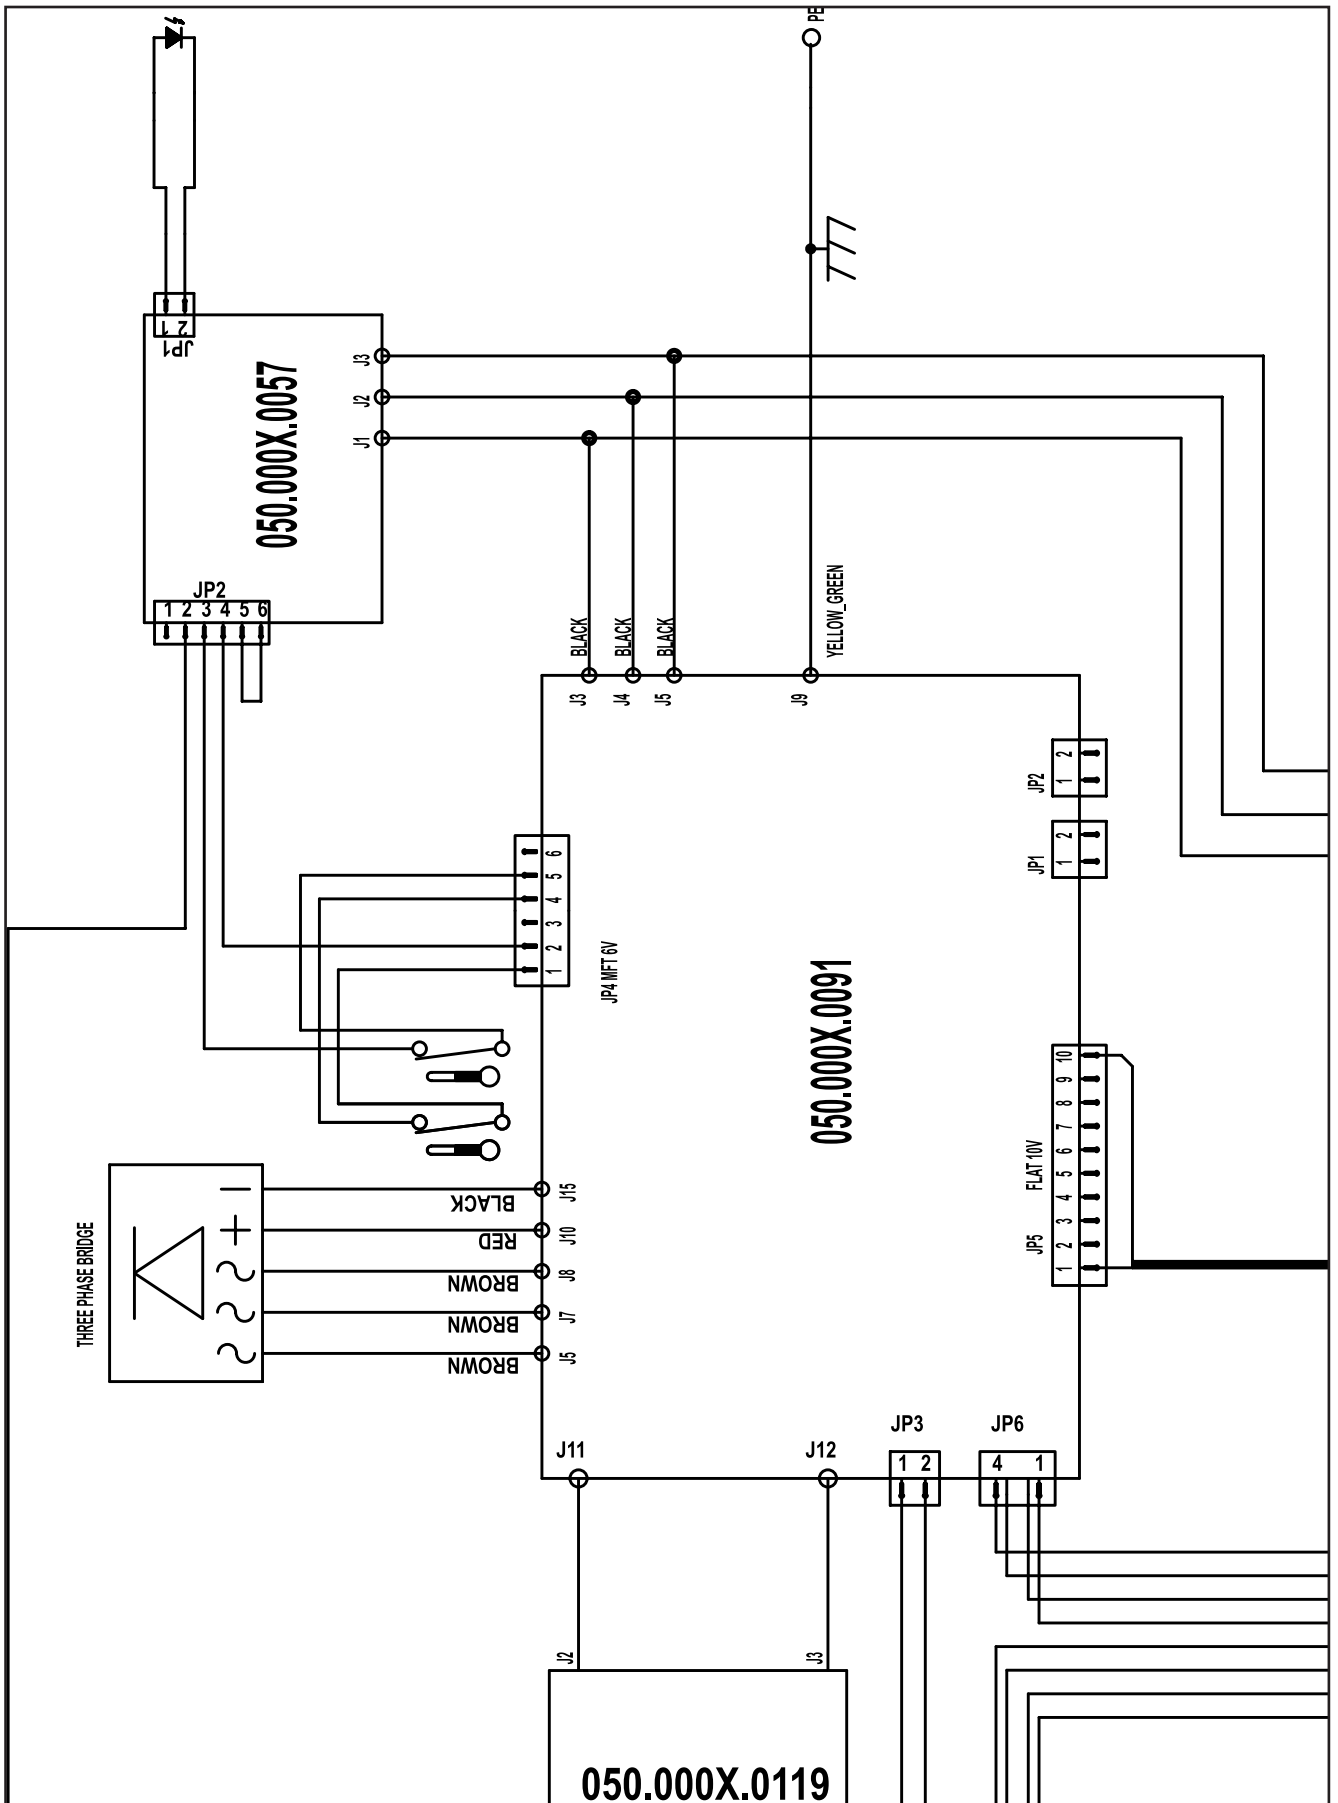 PE
1 2
JP1
050.000X.0057
J3
J2
J1
JP2
1 2 3 4 5 6
BLACK
BLACK
BLACK
YELLOW_GREEN
J3
J4
J5
J9
JP2
1 2
JP1
1 2
JP4 MFT 6V
1 2 3 4 5 6
050.000X.0091
JP5
FLAT 10V
1 2 3 4 5 6 7 8 9 10
THREE PHASE BRIDGE
BLACK
J15
RED
J10
BROWN
J8
BROWN
J7
BROWN
J5
J11
J12
JP3
1 2
JP6
4 1
J2
J3
050.000X.0119